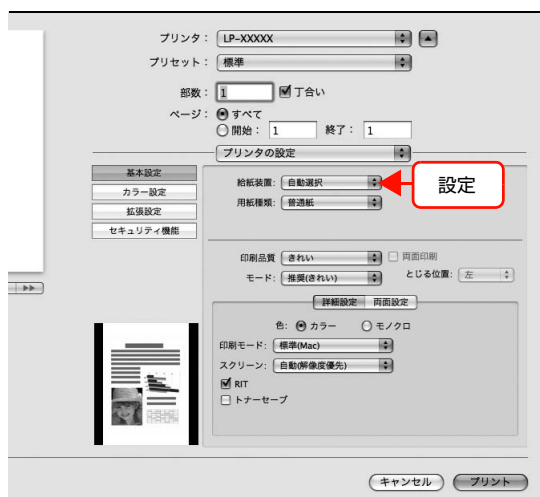 プリンタ： LP-XXXXX
プリセット： 標準
部数： 1 丁合い
ページ： すべて
開始： 1 終了： 1
プリンタの設定
基本設定
カラー設定
拡張設定
セキュリティ機能
給紙装置： 自動選択
設定
用紙種類： 普通紙
印刷品質 きれい 両面印刷
モード： 推奨(きれい) とじる位置： 左
詳細設定 両面設定
色： カラー モノクロ
印刷モード： 標準(Mac)
スクリーン： 自動(解像度優先)
RIT
トナーセーブ
キャンセル プリント